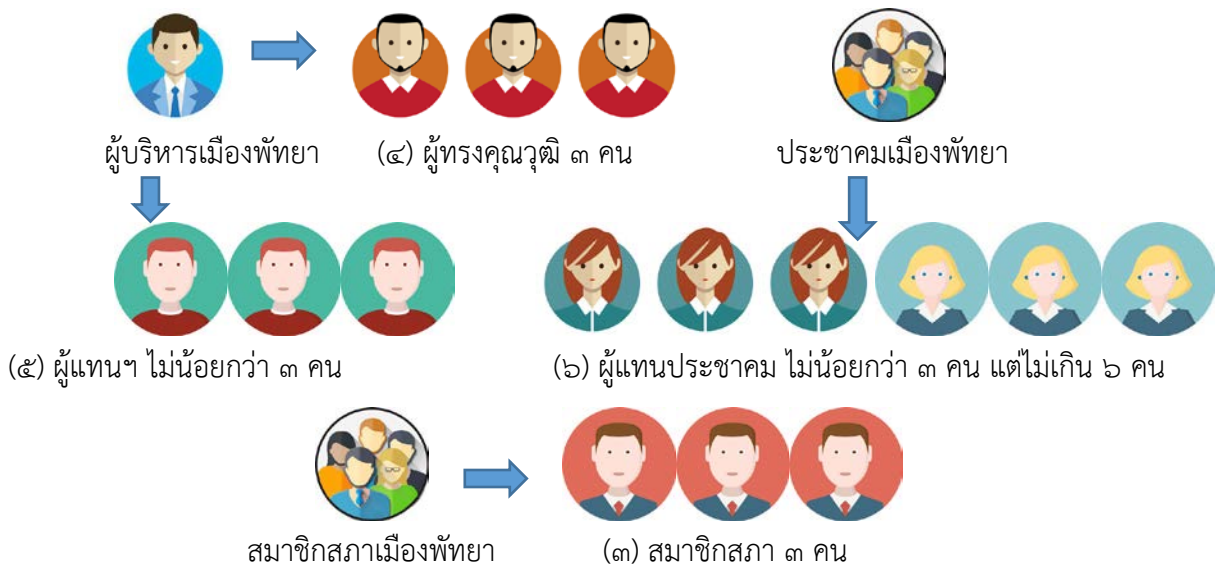 ผู้บริหารเมืองพัทยา
(๔) ผู้ทรงคุณวุฒิ ๓ คน
ประชาคมเมืองพัทยา
(๕) ผู้แทนฯ ไม่น้อยกว่า ๓ คน
(๖) ผู้แทนประชาคม ไม่น้อยกว่า ๓ คน แต่ไม่เกิน ๖ คน
สมาชิกสภาเมืองพัทยา
(๓) สมาชิกสภา ๓ คน